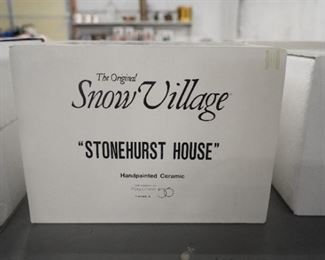 The Original
Snow Village
"STONEHURST HOUSE"
Handpainted Ceramic